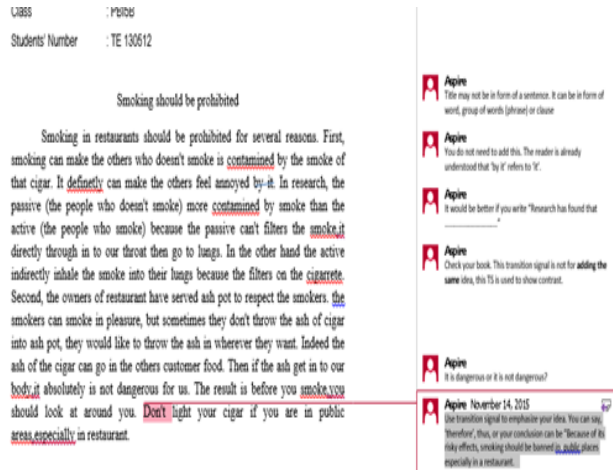 Class : PBI5B
Students' Number : TE 130512
Smoking should be prohibited
Smoking in restaurants should be prohibited for several reasons. First,
smoking can make the others who doesn't smoke is contamined by the smoke of
that cigar. It definetly can make the others feel annoyed by it. In research, the
passive (the people who doesn't smoke) more contamined by smoke than the
active (the people who smoke) because the passive can't filters the smoke,it
directly through in to our throat then go to lungs. In the other hand the active
indirectly inhale the smoke into their lungs because the filters on the cigarrete.
Second, the owners of restaurant have served ash pot to respect the smokers. the
smokers can smoke in pleasure, but sometimes they don't throw the ash of cigar
into ash pot, they would like to throw the ash in wherever they want. Indeed the
ash of the cigar can go in the others customer food. Then if the ash get in to our
body,it absolutely is not dangerous for us. The result is before you smoke,you
should look at around you. Don't light your cigar if you are in public
areas,especially in restaurant.
Aspire
Title may not be in form of a sentence. It can be in form of
word, group of words (phrase) or clause
Aspire
You do not need to add this. The reader is already
understood that 'by it' refers to 'it'.
Aspire
It would be better if you write "Research has found that
...................."
Aspire
Check your book. This transition signal is not for adding the
same idea, this TS is used to show contrast.
Aspire
It is dangerous or it is not dangerous?
Aspire November 14, 2015
Use transition signal to emphasize your idea. You can say,
'therefore', thus, or your conclusion can be "Because of its
risky effects, smoking should be banned in public places
especially in a restaurant.